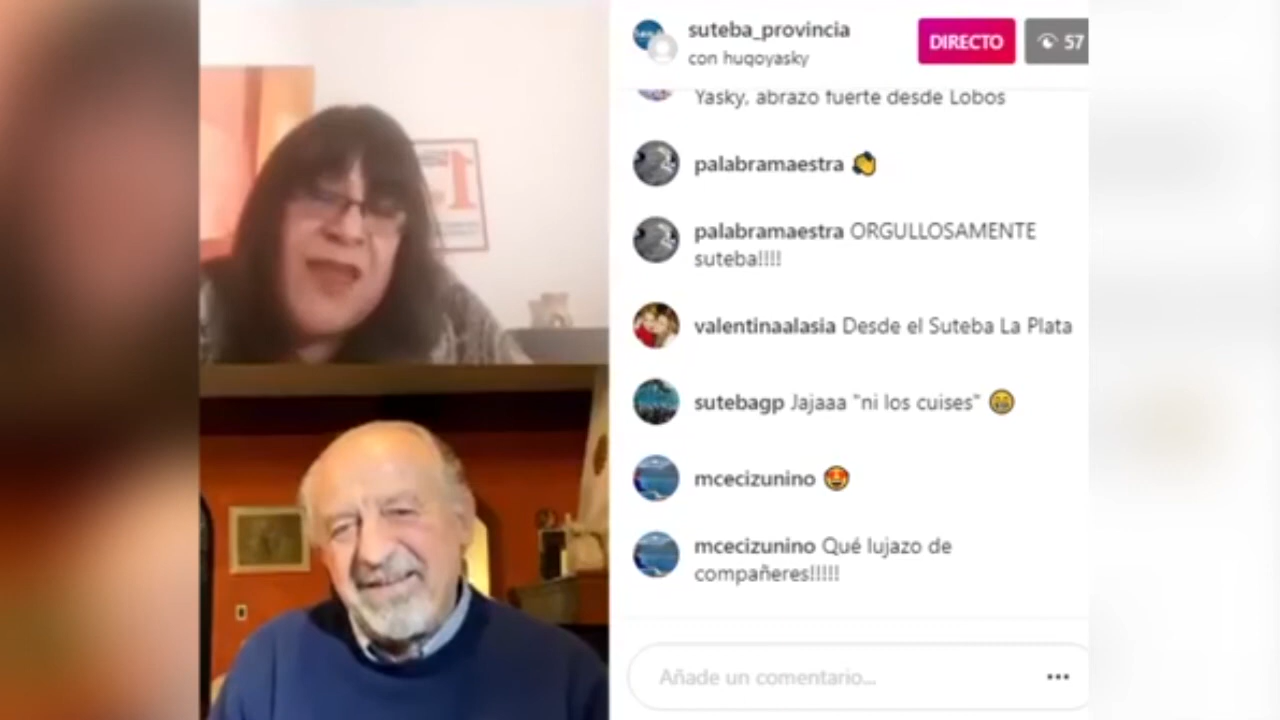 suteba_provincia
con hugoyasky
DIRECTO
57
Yasky, abrazo fuerte desde Lobos
palabramaestra 👏
palabramaestra ORGULLOSAMENTE
suteba!!!!
valentinaalasia Desde el Suteba La Plata
sutebagp Jajaaa "ni los cuises" 😁
mcecizunino 🤩
mcecizunino Qué lujazo de
compañeres!!!!!
Añade un comentario...